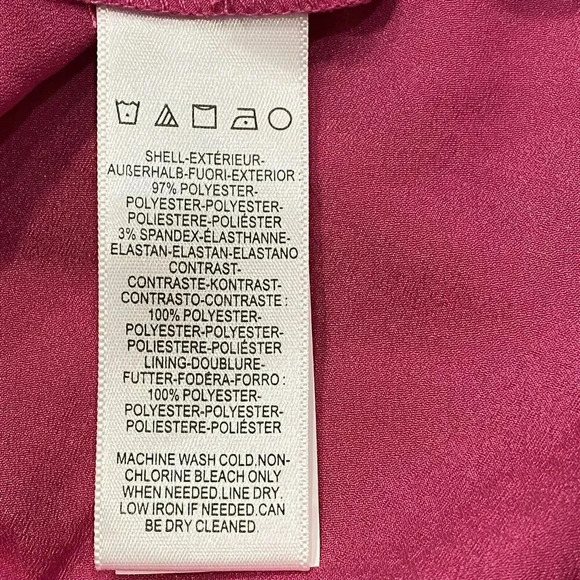 SHELL-EXTÉRIEUR-
AUßERHALB-FUORI-EXTERIOR :
97% POLYESTER-
POLYESTER-POLYESTER-
POLIESTERE-POLIÉSTER
3% SPANDEX-ÉLASTHANNE-
ELASTAN-ELASTAN-ELASTANO
CONTRAST-
CONTRASTE-KONTRAST-
CONTRASTO-CONTRASTE :
100% POLYESTER-
POLYESTER-POLYESTER-
POLIESTERE-POLIÉSTER
LINING-DOUBLURE-
FUTTER-FODÉRA-FORRO :
100% POLYESTER-
POLYESTER-POLYESTER-
POLIESTERE-POLIÉSTER
MACHINE WASH COLD.NON-
CHLORINE BLEACH ONLY
WHEN NEEDED.LINE DRY.
LOW IRON IF NEEDED.CAN
BE DRY CLEANED.